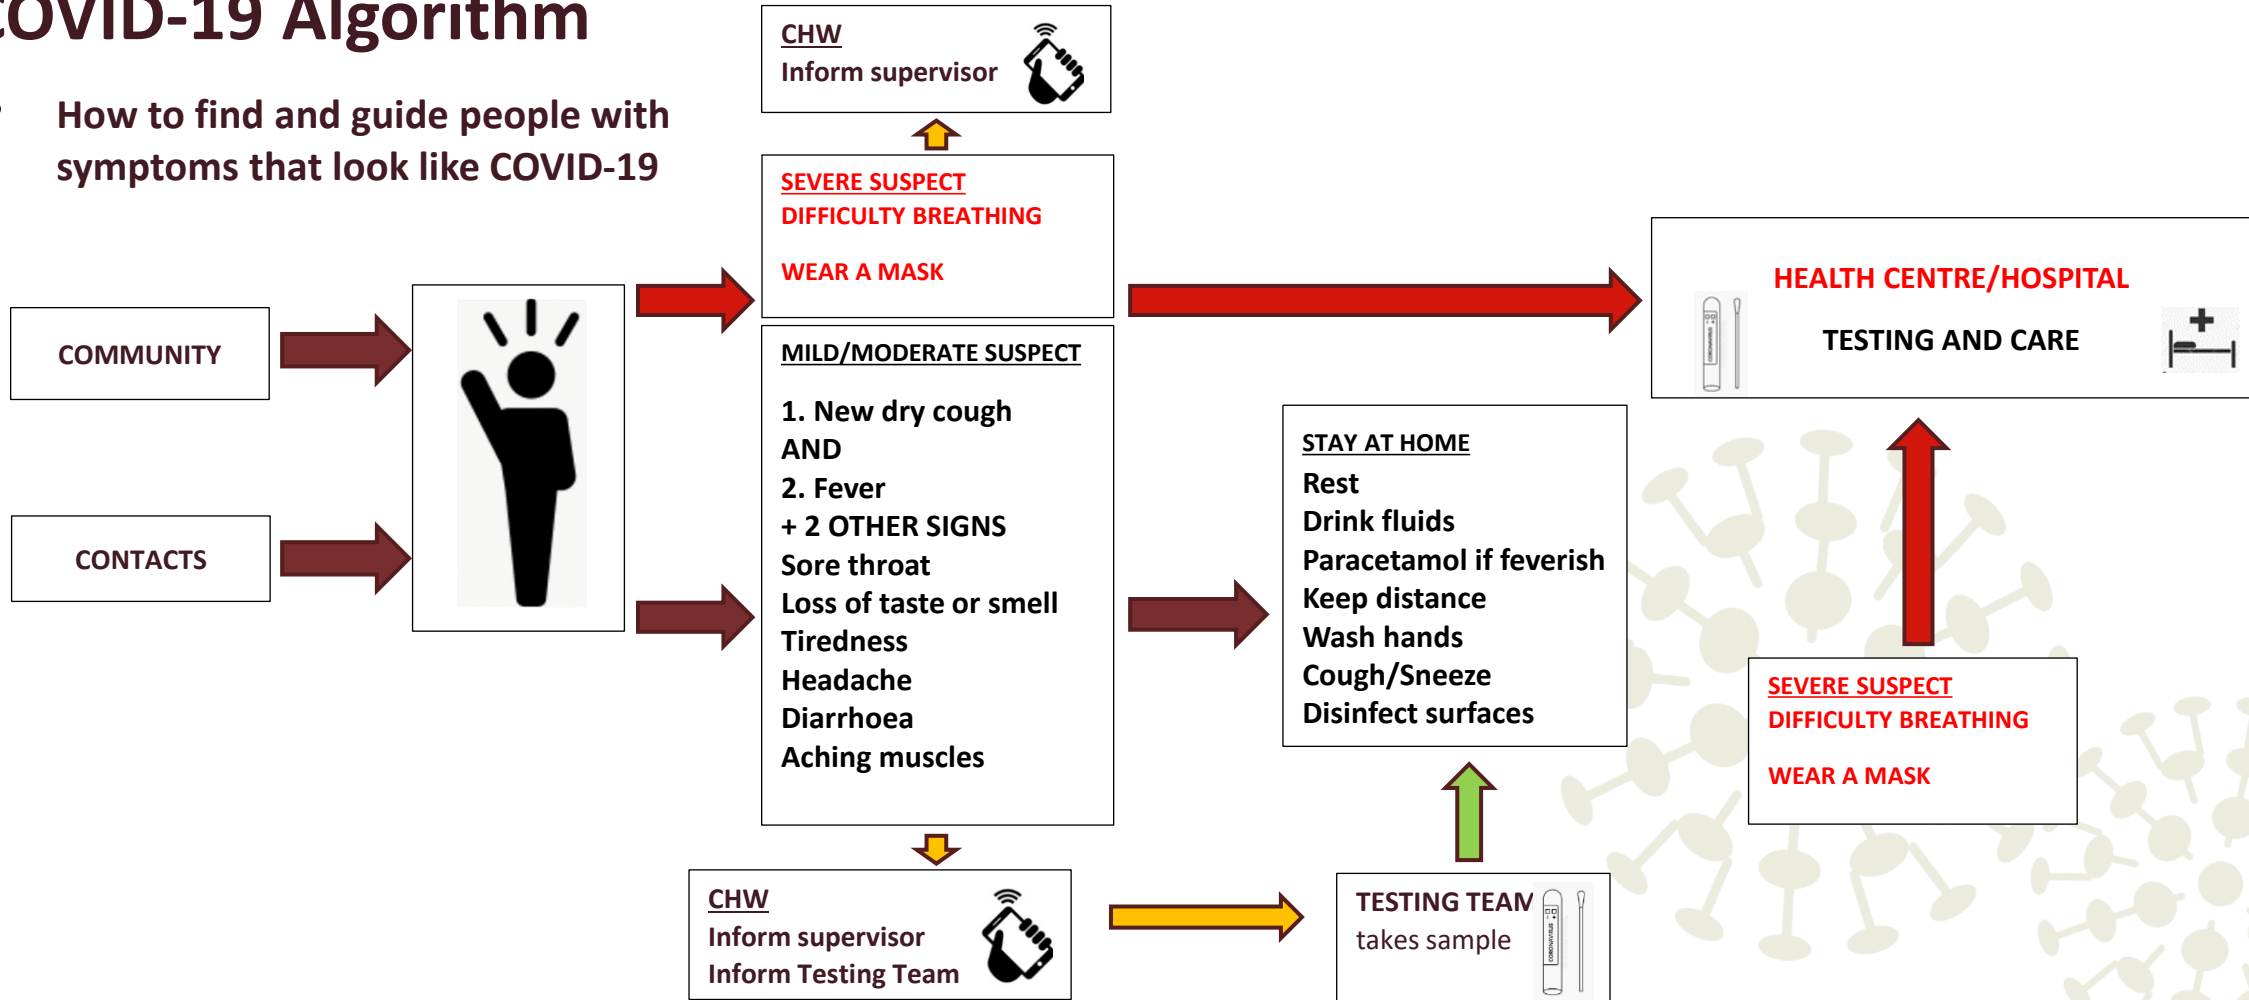 COVID-19 Algorithm
How to find and guide people with
symptoms that look like COVID-19
CHW
Inform supervisor
SEVERE SUSPECT
DIFFICULTY BREATHING
WEAR A MASK
COMMUNITY
CONTACTS
MILD/MODERATE SUSPECT
1. New dry cough
AND
2. Fever
+ 2 OTHER SIGNS
Sore throat
Loss of taste or smell
Tiredness
Headache
Diarrhoea
Aching muscles
CHW
Inform supervisor
Inform Testing Team
STAY AT HOME
Rest
Drink fluids
Paracetamol if feverish
Keep distance
Wash hands
Cough/Sneeze
Disinfect surfaces
TESTING TEAM
takes sample
CORONAVIRUS
HEALTH CENTRE/HOSPITAL
TESTING AND CARE
CORONAVIRUS
SEVERE SUSPECT
DIFFICULTY BREATHING
WEAR A MASK